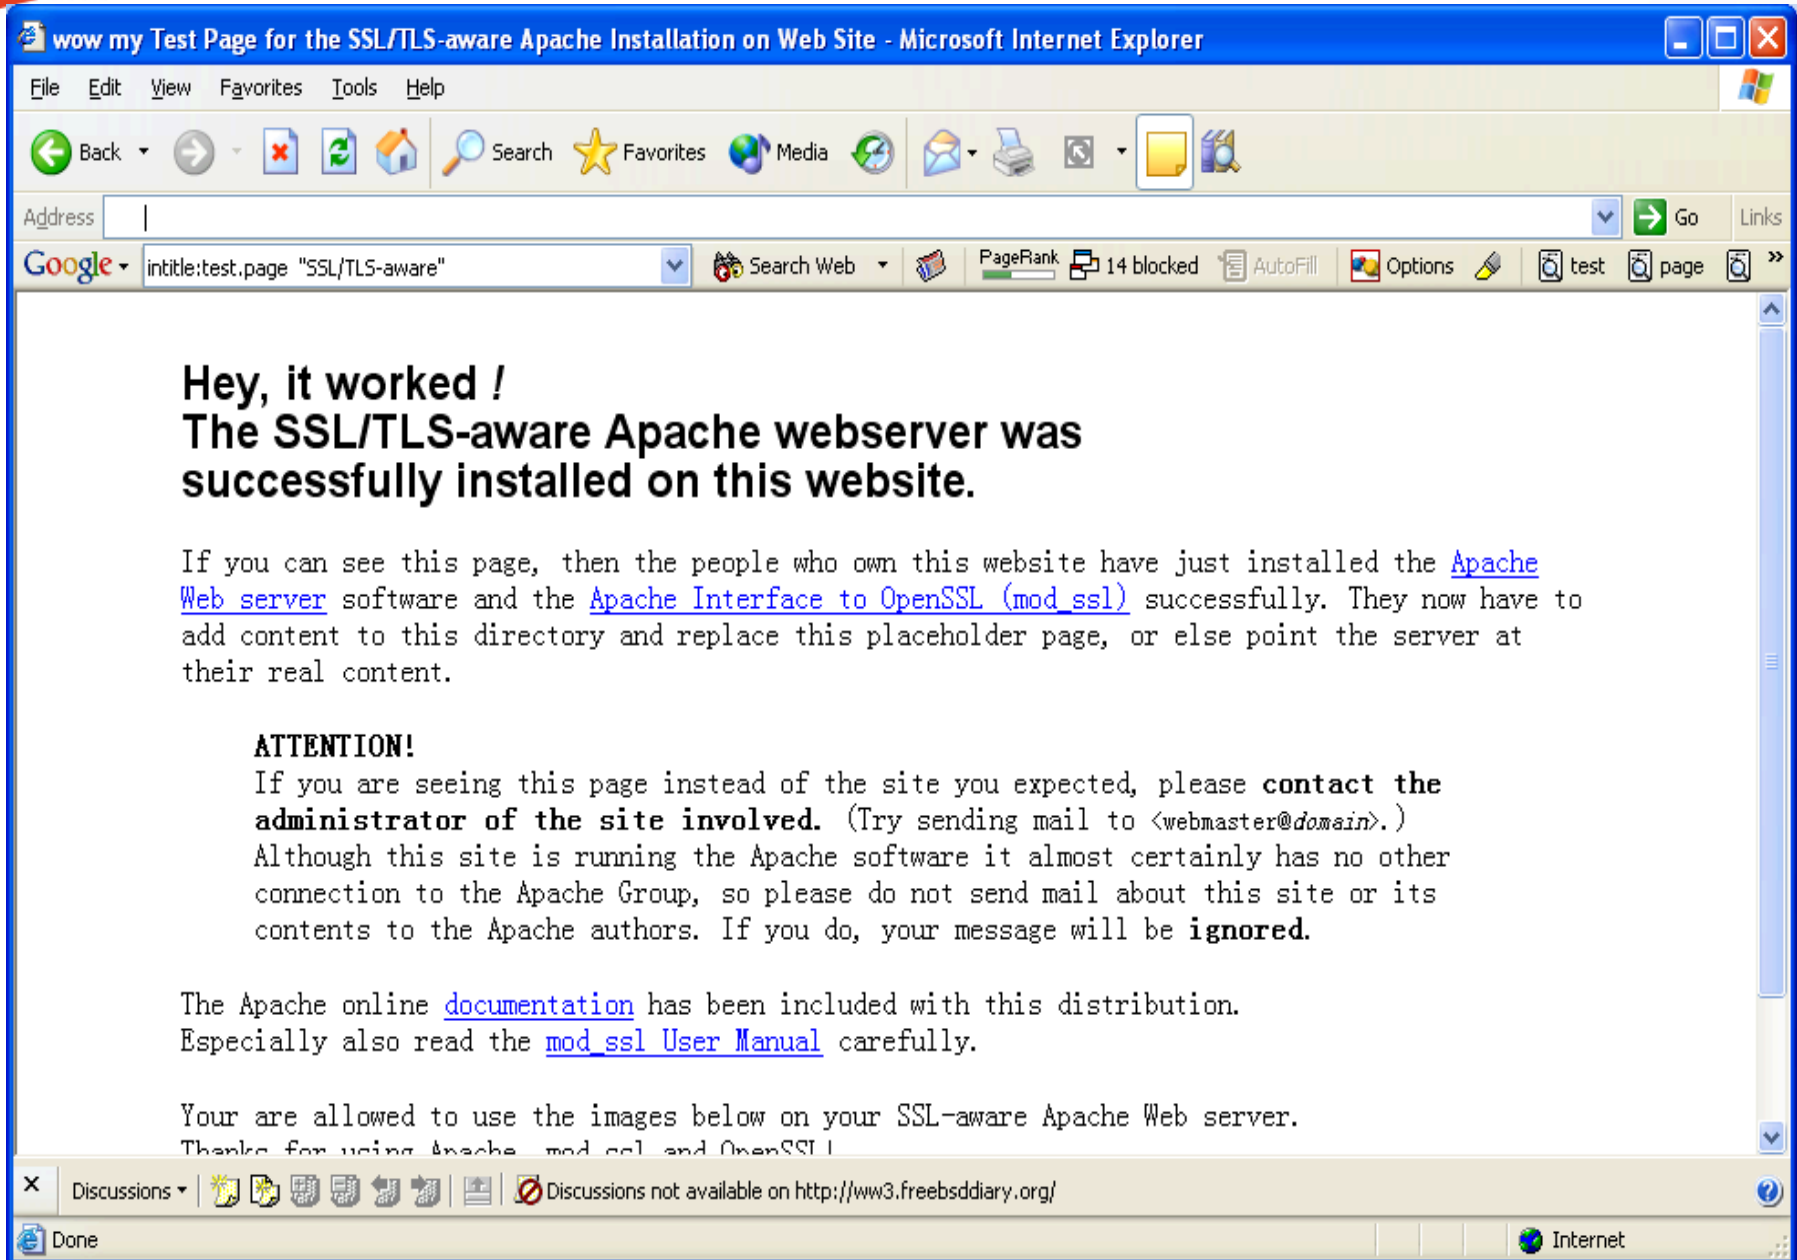 wow my Test Page for the SSL/TLS-aware Apache Installation on Web Site - Microsoft Internet Explorer
File Edit View Favorites Tools Help
Back Search Favorites Media
Address Go Links
Google intitle:test.page "SSL/TLS-aware" Search Web PageRank 14 blocked AutoFill Options test page »
Hey, it worked !
The SSL/TLS-aware Apache webserver was
successfully installed on this website.
If you can see this page, then the people who own this website have just installed the Apache
Web server software and the Apache Interface to OpenSSL (mod_ssl) successfully. They now have to
add content to this directory and replace this placeholder page, or else point the server at
their real content.
ATTENTION!
If you are seeing this page instead of the site you expected, please contact the
administrator of the site involved. (Try sending mail to <webmaster@domain>.)
Although this site is running the Apache software it almost certainly has no other
connection to the Apache Group, so please do not send mail about this site or its
contents to the Apache authors. If you do, your message will be ignored.
The Apache online documentation has been included with this distribution.
Especially also read the mod_ssl User Manual carefully.
Your are allowed to use the images below on your SSL-aware Apache Web server.
Thanks for using Apache, mod_ssl and OpenSSL!
Discussions Discussions not available on http://ww3.freebsddiary.org/
Done Internet